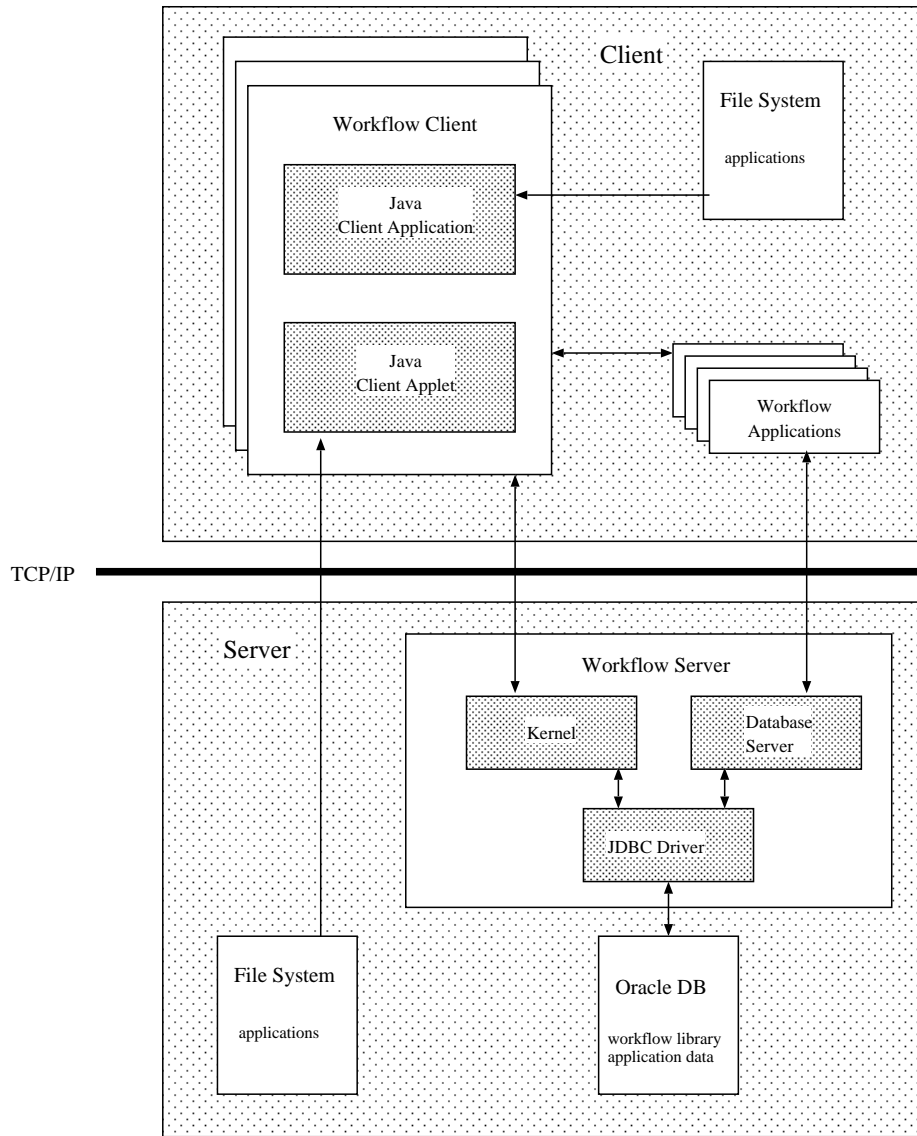 Client
File System
applications
Workflow Client
Java
Client Application
Java
Client Applet
Workflow
Applications
TCP/IP
Server
Workflow Server
Kernel
Database
Server
JDBC Driver
File System
applications
Oracle DB
workflow library
application data